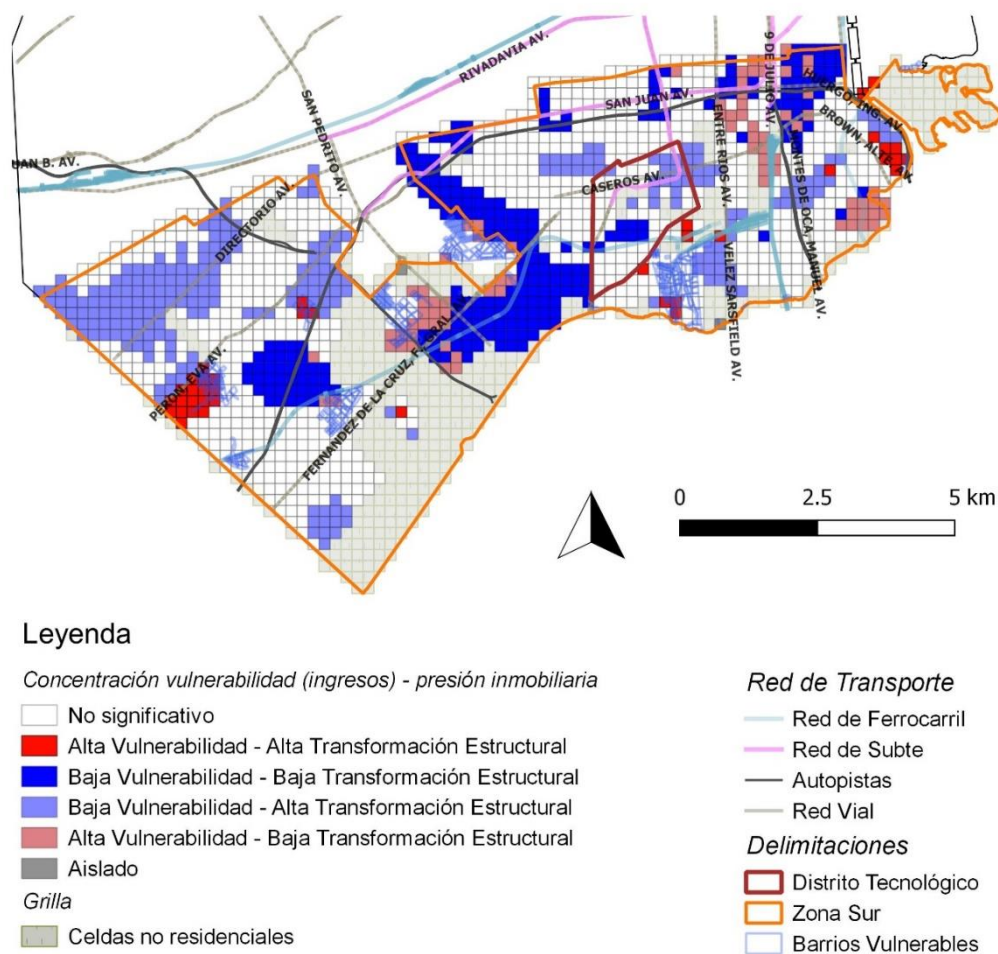 RIVADAVIA AV.
SAN PEDRITO AV.
SAN JUAN AV.
9 DE JULIO AV.
HUERGO, ING. AV.
BROWN, ALTE. AV.
ENTRE RIOS AV.
MONTES DE OCA, MANUEL AV.
UAN B. AV.
DIRECTORIO AV.
CASEROS AV.
VELEZ SARSFIELD AV.
PERON, EVA AV.
FERNANDEZ DE LA CRUZ, F., GRAL. AV.
0 2.5 5 km
Leyenda
Concentración vulnerabilidad (ingresos) - presión inmobiliaria
No significativo
Alta Vulnerabilidad - Alta Transformación Estructural
Baja Vulnerabilidad - Baja Transformación Estructural
Baja Vulnerabilidad - Alta Transformación Estructural
Alta Vulnerabilidad - Baja Transformación Estructural
Aislado
Grilla
Celdas no residenciales
Red de Transporte
Red de Ferrocarril
Red de Subte
Autopistas
Red Vial
Delimitaciones
Distrito Tecnológico
Zona Sur
Barrios Vulnerables